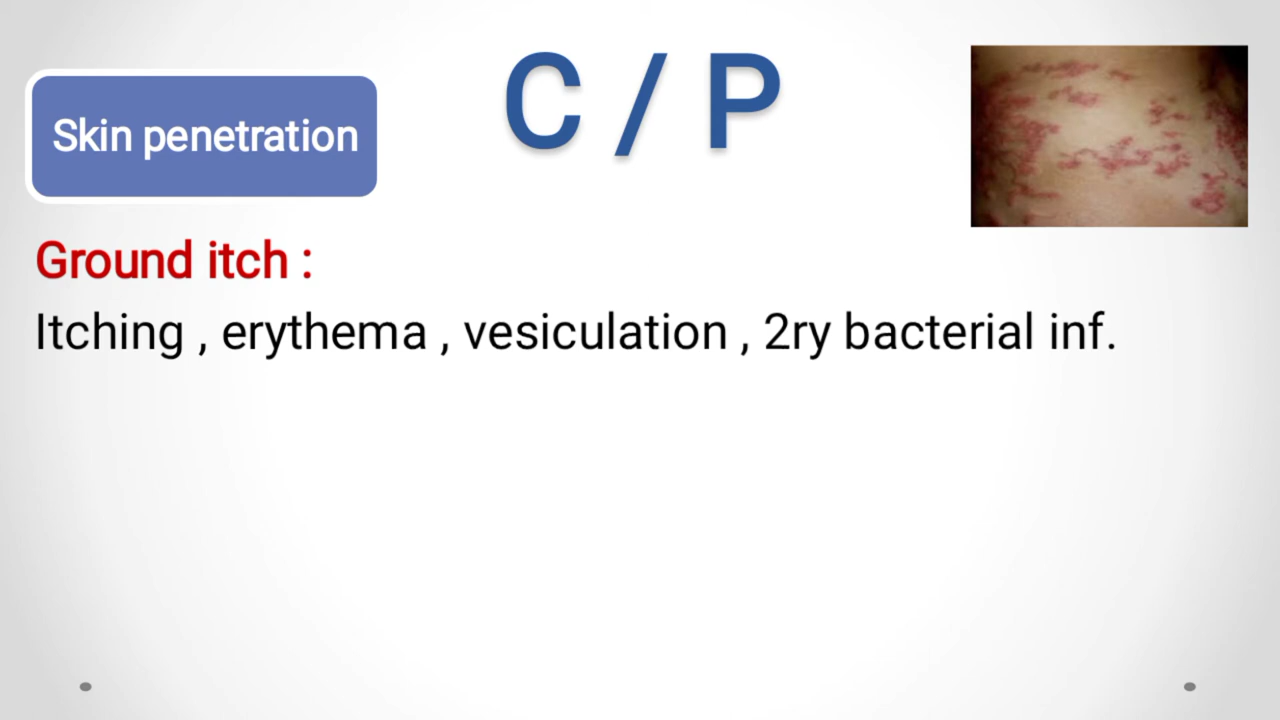 C / P
Skin penetration
Ground itch :
Itching , erythema , vesiculation , 2ry bacterial inf.